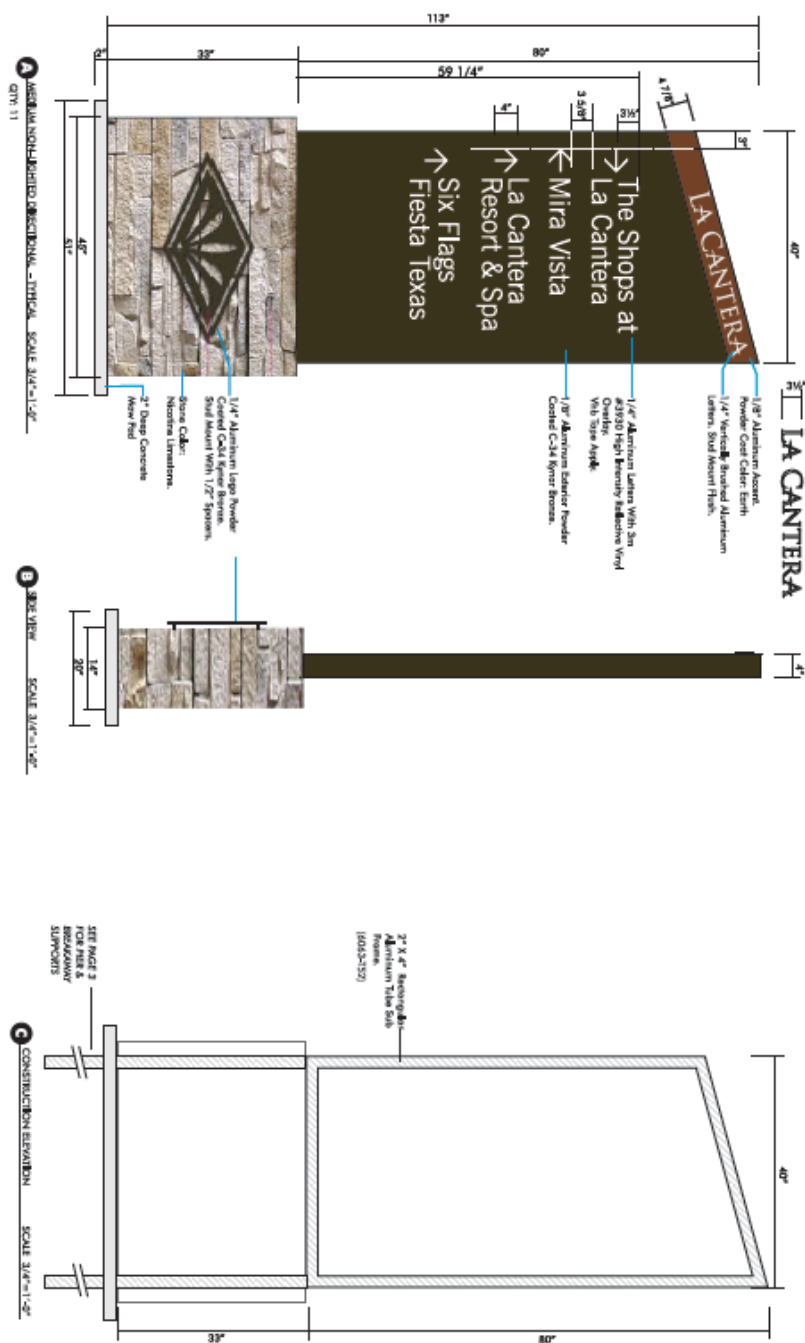 113"
2"
33"
80"
59 1/4"
4 7/8"
3½"
3 5/8"
4"
3"
40"
LA CANTERA
The Shops at
La Cantera
Mira Vista
La Cantera
Resort & Spa
Six Flags
Fiesta Texas
45"
51"
3½"
LA CANTERA
1/8" Aluminum Accent.
Powder Coat Color: Earth
1/4" Vertically Brushed Aluminum
Letters. Stud Mount Flush.
1/4" Aluminum Letters With 3m
#3930 High Intensity Reflective Vinyl
Overlay.
Vhb Tape Apply.
1/8" Aluminum Exterior Powder
Coated C-34 Kynar Bronze.
1/4" Aluminum Logo Powder
Coated C-34 Kynar Bronze.
Stud Mount With 1/2" Spacers.
Stone Color:
Nicotine Limestone.
2" Deep Concrete
Mow Pad
A MEDIUM NON-LIGHTED DIRECTIONAL - TYPICAL SCALE 3/4"=1'-0"
QTY: 11
4"
14"
20"
B SIDE VIEW SCALE 3/4"=1'-0"
2" X 4" Rectangular
Aluminum Tube Sub
Frame.
(6063-T52)
SEE PAGE 3
FOR PIER &
BREAKAWAY
SUPPORTS
40"
33"
80"
C CONSTRUCTION ELEVATION SCALE 3/4"=1'-0"